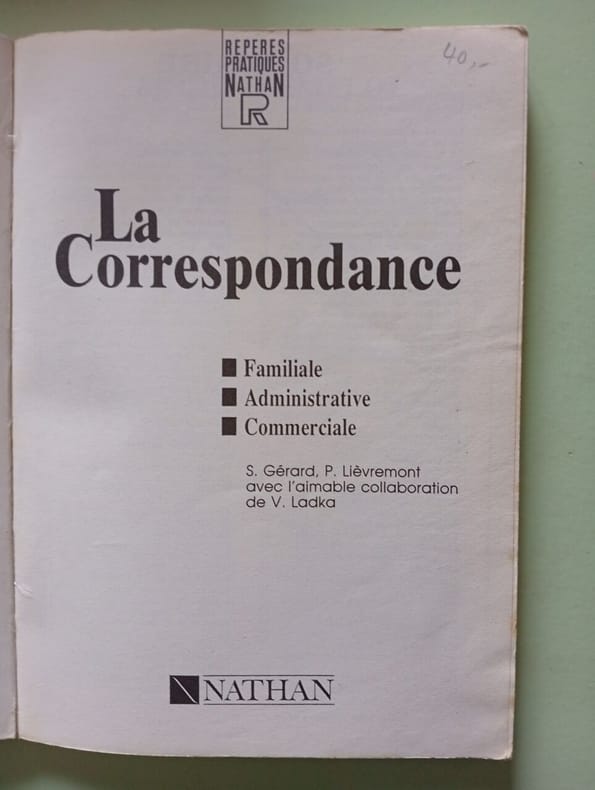 REPERES
PRATIQUES
NATHAN
R
40,-
La
Correspondance
Familiale
Administrative
Commerciale
S. Gérard, P. Lièvremont
avec l'aimable collaboration
de V. Ladka
NATHAN